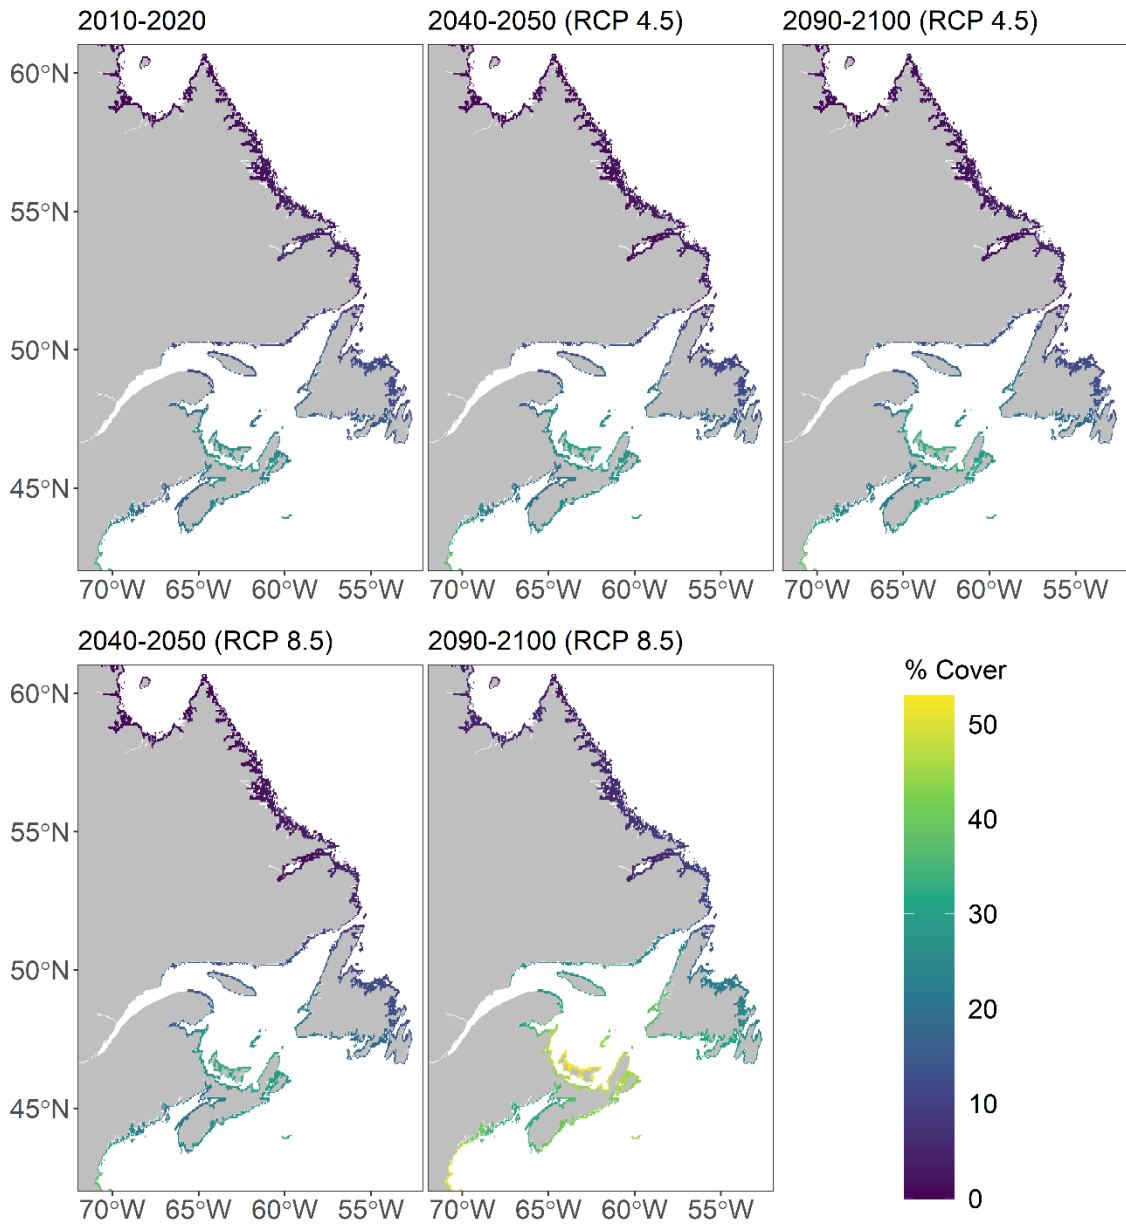 2010-2020
2040-2050 (RCP 4.5)
2090-2100 (RCP 4.5)
60°N
55°N
50°N
45°N
70°W 65°W 60°W 55°W
70°W 65°W 60°W 55°W
70°W 65°W 60°W 55°W
2040-2050 (RCP 8.5)
2090-2100 (RCP 8.5)
60°N
55°N
50°N
45°N
70°W 65°W 60°W 55°W
70°W 65°W 60°W 55°W
% Cover
50
40
30
20
10
0